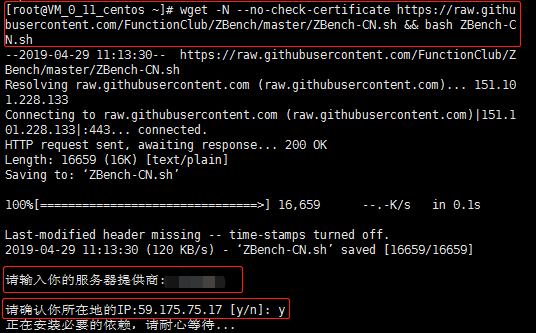 [root@VM_0_11_centos ~]# wget -N --no-check-certificate https://raw.githu
busercontent.com/FunctionClub/ZBench/master/ZBench-CN.sh && bash ZBench-C
N.sh
--2019-04-29 11:13:30--  https://raw.githubusercontent.com/FunctionClub/Z
Bench/master/ZBench-CN.sh
Resolving raw.githubusercontent.com (raw.githubusercontent.com)... 151.10
1.228.133
Connecting to raw.githubusercontent.com (raw.githubusercontent.com)|151.1
01.228.133|:443... connected.
HTTP request sent, awaiting response... 200 OK
Length: 16659 (16K) [text/plain]
Saving to: ‘ZBench-CN.sh’
100%[===============================>] 16,659      --.-K/s   in 0.1s
Last-modified header missing -- time-stamps turned off.
2019-04-29 11:13:30 (120 KB/s) - ‘ZBench-CN.sh’ saved [16659/16659]
请输入你的服务器提供商:
请确认你所在地的IP:59.175.75.17 [y/n]: y
正在安装必要的依赖，请耐心等待...